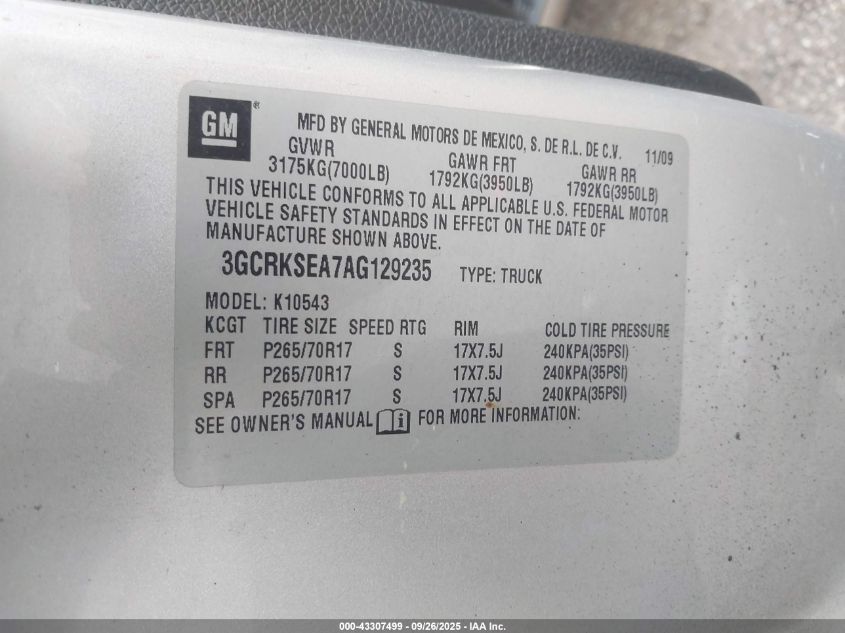 GM ®
MFD BY GENERAL MOTORS DE MEXICO, S. DE R.L. DE C.V. 11/09
GVWR GAWR FRT GAWR RR
3175KG(7000LB) 1792KG(3950LB) 1792KG(3950LB)
THIS VEHICLE CONFORMS TO ALL APPLICABLE U.S. FEDERAL MOTOR
VEHICLE SAFETY STANDARDS IN EFFECT ON THE DATE OF
MANUFACTURE SHOWN ABOVE.
3GCRKSEA7AG129235 TYPE: TRUCK
MODEL: K10543
KCGT TIRE SIZE SPEED RTG RIM COLD TIRE PRESSURE
FRT P265/70R17 S 17X7.5J 240KPA(35PSI)
RR P265/70R17 S 17X7.5J 240KPA(35PSI)
SPA P265/70R17 S 17X7.5J 240KPA(35PSI)
SEE OWNER'S MANUAL i FOR MORE INFORMATION:
000-43307499 - 09/26/2025 - IAA Inc.